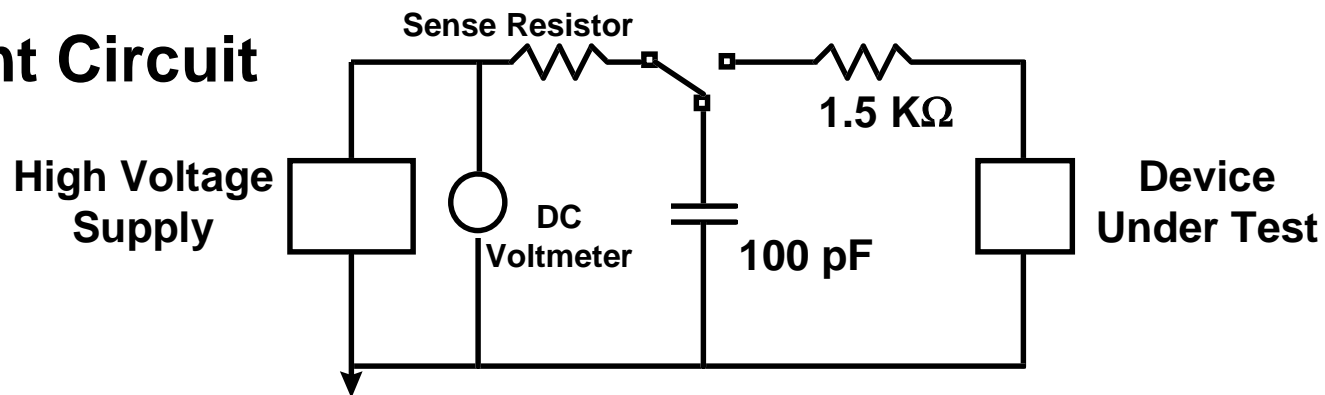 nt Circuit
Sense Resistor
1.5 KΩ
High Voltage
Supply
DC
Voltmeter
100 pF
Device
Under Test